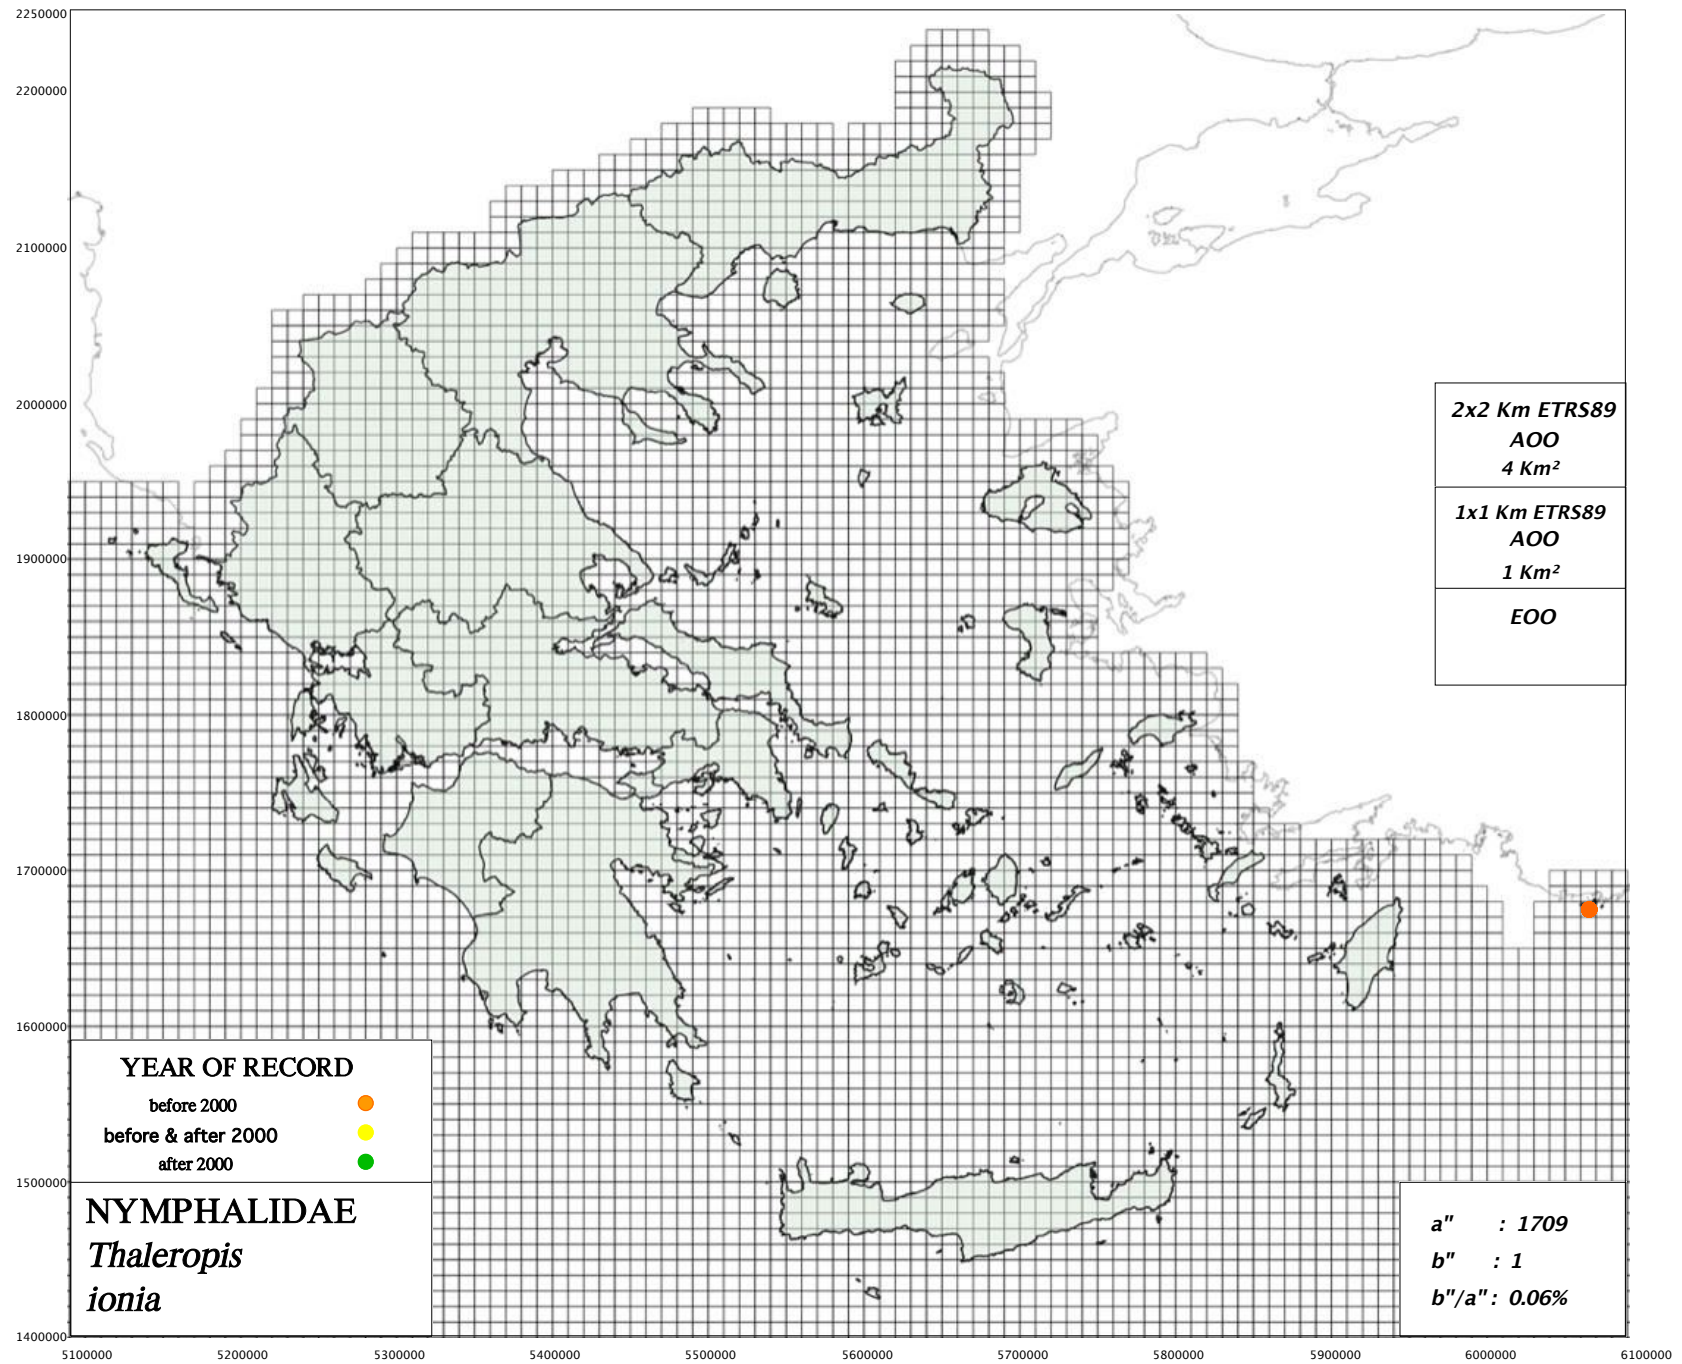 2250000
2200000
2100000
2000000
1900000
1800000
1700000
1600000
1500000
1400000
2x2 Km ETRS89
AOO
4 Km²
1x1 Km ETRS89
AOO
1 Km²
EOO
YEAR OF RECORD
before 2000
before & after 2000
after 2000
NYMPHALIDAE
Thaleropis
ionia
a" : 1709
b" : 1
b"/a" : 0.06%
5100000 5200000 5300000 5400000 5500000 5600000 5700000 5800000 5900000 6000000 6100000